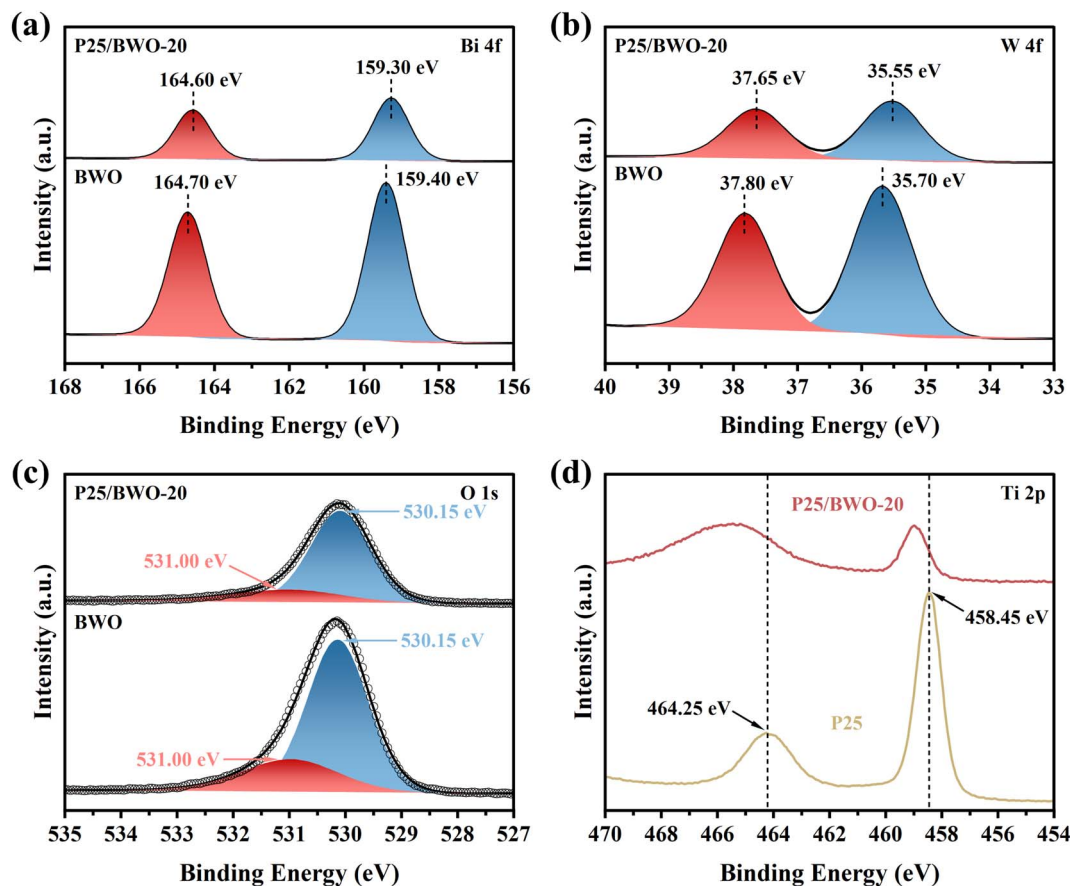 (a)
P25/BWO-20
Bi 4f
164.60 eV
159.30 eV
BWO
164.70 eV
159.40 eV
Intensity (a.u.)
168 166 164 162 160 158 156
Binding Energy (eV)
(b)
P25/BWO-20
W 4f
37.65 eV
35.55 eV
BWO
37.80 eV
35.70 eV
Intensity (a.u.)
40 39 38 37 36 35 34 33
Binding Energy (eV)
(c)
P25/BWO-20
O 1s
530.15 eV
531.00 eV
BWO
530.15 eV
531.00 eV
Intensity (a.u.)
535 534 533 532 531 530 529 528 527
Binding Energy (eV)
(d)
P25/BWO-20
Ti 2p
458.45 eV
464.25 eV
P25
Intensity (a.u.)
470 468 466 464 462 460 458 456 454
Binding Energy (eV)